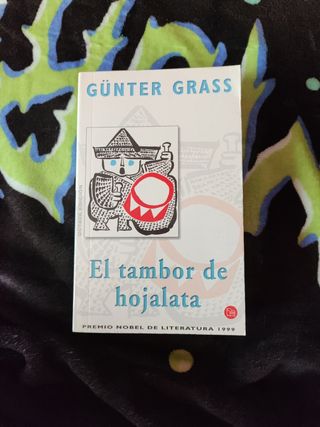 GÜNTER GRASS
El tambor de
hojalata
PREMIO NOBEL DE LITERATURA 1999